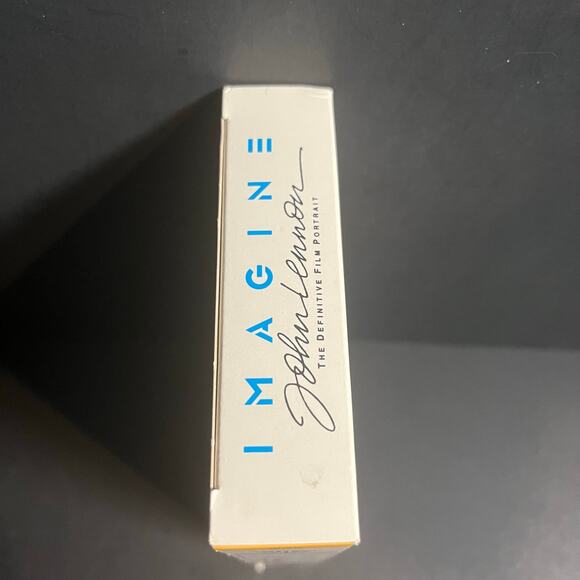 IMAGINE
John Lennon
THE DEFINITIVE FILM PORTRAIT